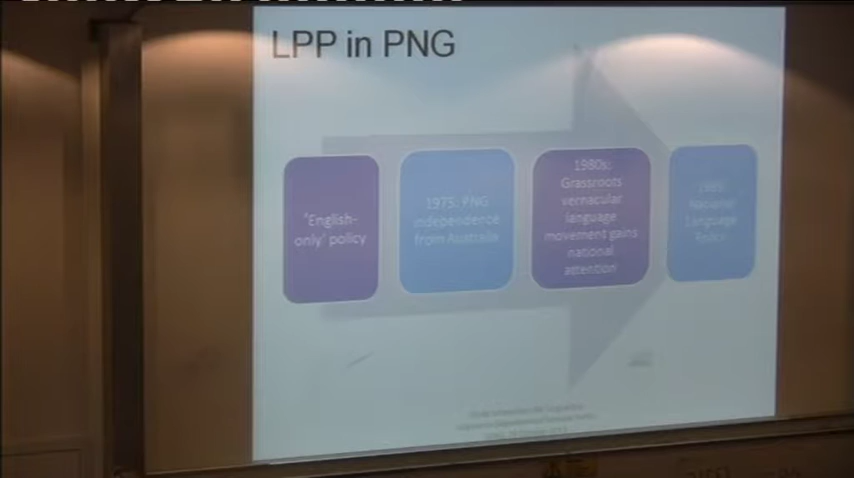 LPP in PNG
'English-
only' policy
1975: PNG
independence
from Australia
1980s:
Grassroots
vernacular
language
movement gains
national
attention
National
Language
Policy